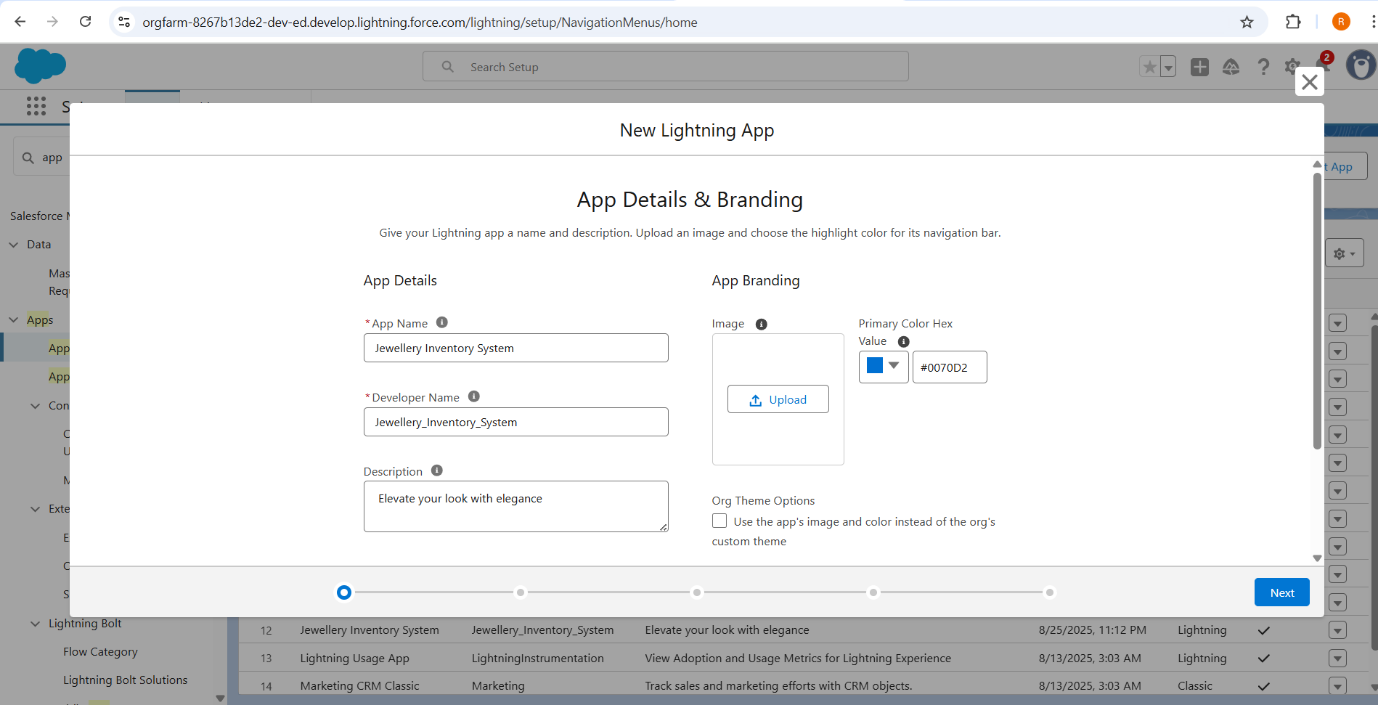 orgfarm-8267b13de2-dev-ed.develop.lightning.force.com/lightning/setup/NavigationMenus/home
R
Search Setup
2
New Lightning App
app
t App
App Details & Branding
Give your Lightning app a name and description. Upload an image and choose the highlight color for its navigation bar.
Salesforce M
Data
Mas
Requ
Apps
App
App
Con
Exte
Lightning Bolt
Flow Category
Lightning Bolt Solutions
App Details
*App Name
Jewellery Inventory System
*Developer Name
Jewellery_Inventory_System
Description
Elevate your look with elegance
App Branding
Image
Upload
Primary Color Hex
Value
#0070D2
Org Theme Options
Use the app's image and color instead of the org's
custom theme
Next
12 Jewellery Inventory System Jewellery_Inventory_System Elevate your look with elegance 8/25/2025, 11:12 PM Lightning
13 Lightning Usage App LightningInstrumentation View Adoption and Usage Metrics for Lightning Experience 8/13/2025, 3:03 AM Lightning
14 Marketing CRM Classic Marketing Track sales and marketing efforts with CRM objects. 8/13/2025, 3:03 AM Classic